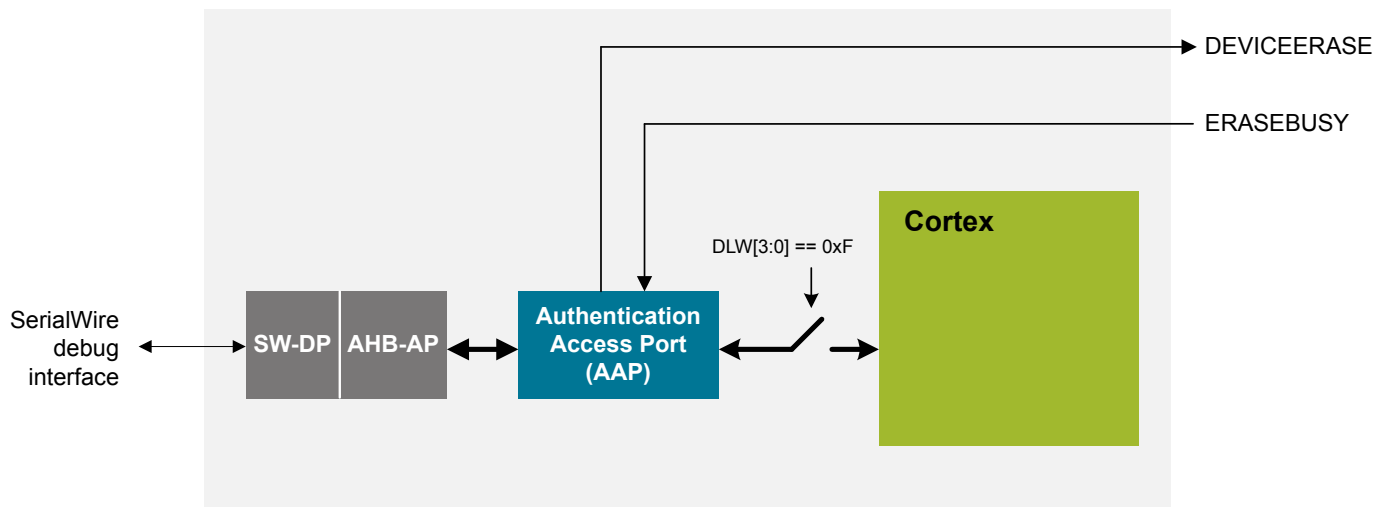 DEVICEERASE
ERASEBUSY
Cortex
DLW[3:0] == 0xF
SerialWire
debug
interface
SW-DP
AHB-AP
Authentication
Access Port
(AAP)